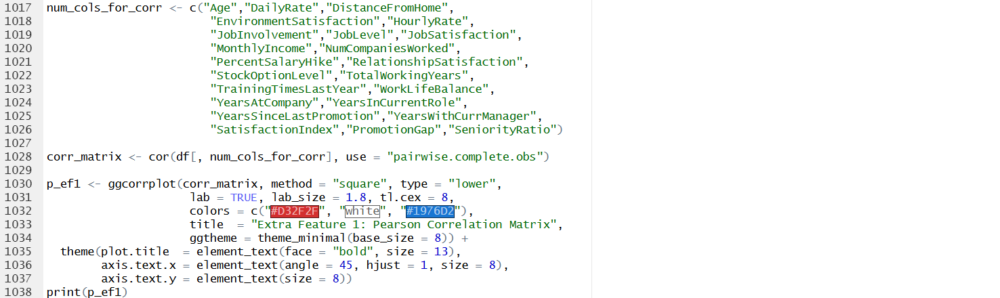 1017 num_cols_for_corr <- c("Age","DailyRate","DistanceFromHome",
1018                         "EnvironmentSatisfaction","HourlyRate",
1019                         "JobInvolvement","JobLevel","JobSatisfaction",
1020                         "MonthlyIncome","NumCompaniesWorked",
1021                         "PercentSalaryHike","RelationshipSatisfaction",
1022                         "StockOptionLevel","TotalWorkingYears",
1023                         "TrainingTimesLastYear","WorkLifeBalance",
1024                         "YearsAtCompany","YearsInCurrentRole",
1025                         "YearsSinceLastPromotion","YearsWithCurrManager",
1026                         "SatisfactionIndex","PromotionGap","SeniorityRatio")
1027
1028 corr_matrix <- cor(df[, num_cols_for_corr], use = "pairwise.complete.obs")
1029
1030 p_ef1 <- ggcorrplot(corr_matrix, method = "square", type = "lower",
1031                      lab = TRUE, lab_size = 1.8, tl.cex = 8,
1032                      colors = c("#D32F2F", "white", "#1976D2"),
1033                      title  = "Extra Feature 1: Pearson Correlation Matrix",
1034                      ggtheme = theme_minimal(base_size = 8)) +
1035   theme(plot.title  = element_text(face = "bold", size = 13),
1036         axis.text.x = element_text(angle = 45, hjust = 1, size = 8),
1037         axis.text.y = element_text(size = 8))
1038 print(p_ef1)